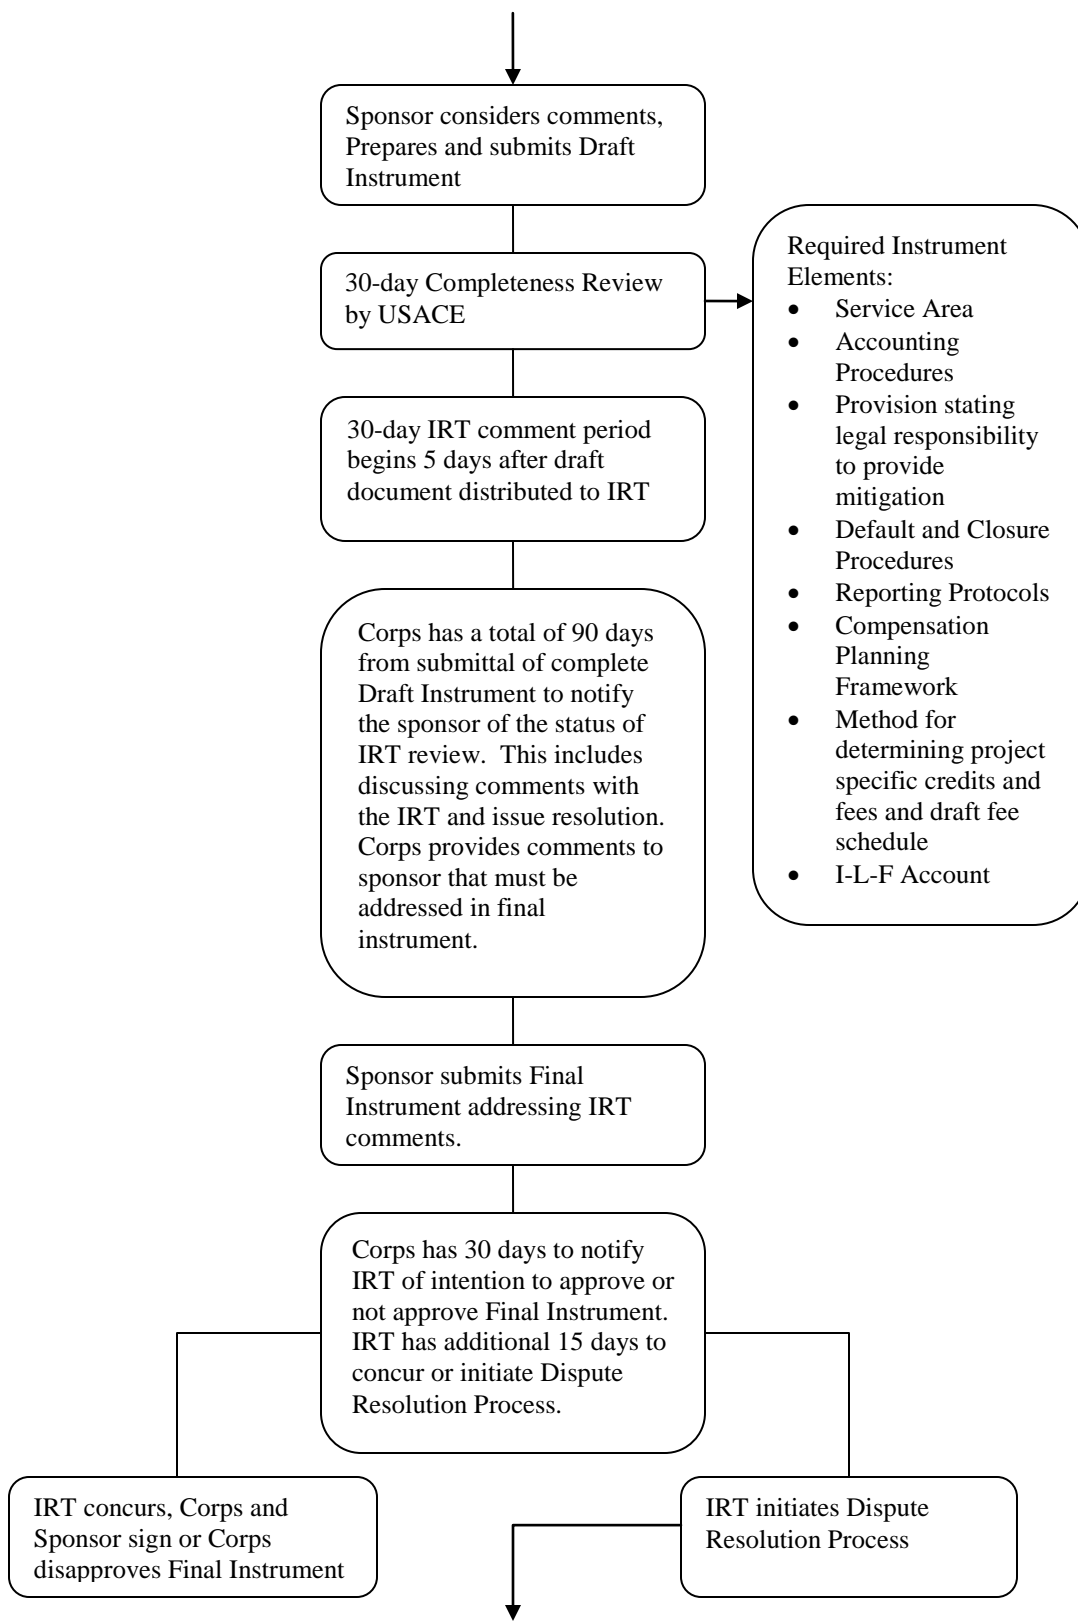 Sponsor considers comments,
Prepares and submits Draft
Instrument
30-day Completeness Review
by USACE
Required Instrument
Elements:
• Service Area
• Accounting
Procedures
• Provision stating
legal responsibility
to provide
mitigation
• Default and Closure
Procedures
• Reporting Protocols
• Compensation
Planning
Framework
• Method for
determining project
specific credits and
fees and draft fee
schedule
• I-L-F Account
30-day IRT comment period
begins 5 days after draft
document distributed to IRT
Corps has a total of 90 days
from submittal of complete
Draft Instrument to notify
the sponsor of the status of
IRT review.  This includes
discussing comments with
the IRT and issue resolution.
Corps provides comments to
sponsor that must be
addressed in final
instrument.
Sponsor submits Final
Instrument addressing IRT
comments.
Corps has 30 days to notify
IRT of intention to approve or
not approve Final Instrument.
IRT has additional 15 days to
concur or initiate Dispute
Resolution Process.
IRT concurs, Corps and
Sponsor sign or Corps
disapproves Final Instrument
IRT initiates Dispute
Resolution Process